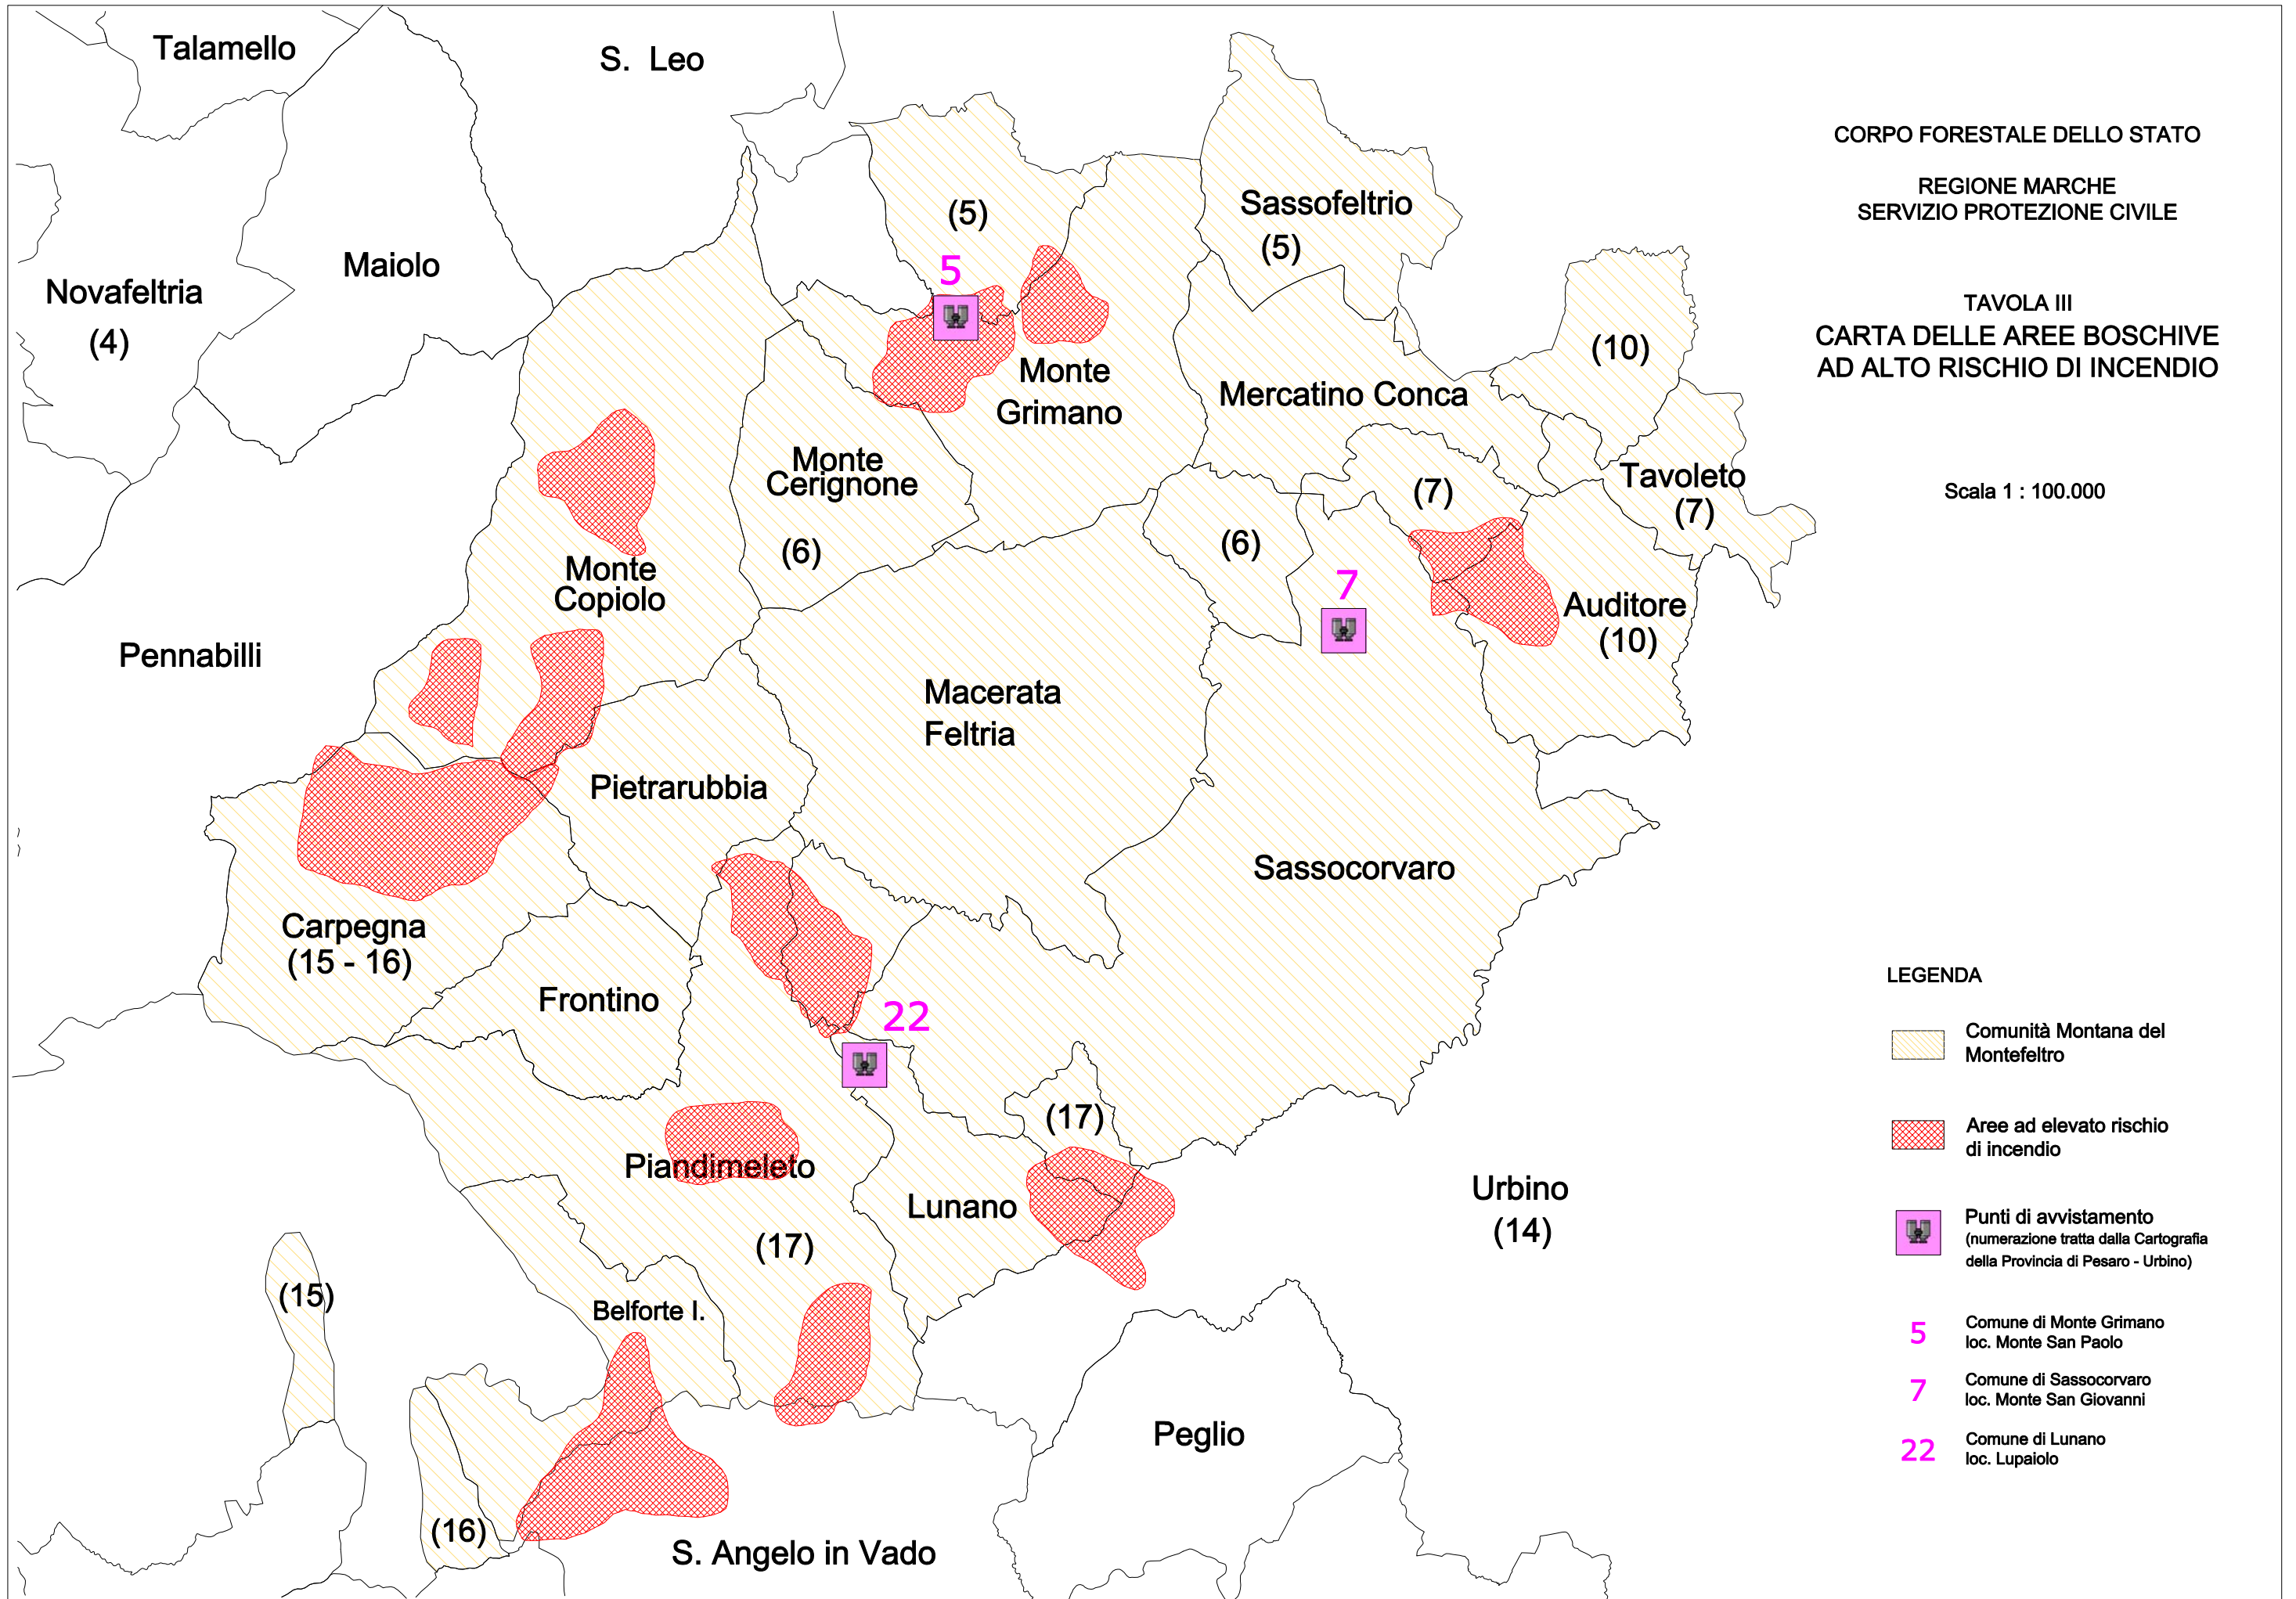 Talamello
S. Leo
CORPO FORESTALE DELLO STATO
REGIONE MARCHE
SERVIZIO PROTEZIONE CIVILE
TAVOLA III
CARTA DELLE AREE BOSCHIVE
AD ALTO RISCHIO DI INCENDIO
Scala 1 : 100.000
Sassofeltrio
(5)
(5)
5
Maiolo
Novafeltria
(4)
(10)
Monte
Grimano
Mercatino Conca
Monte
Cerignone
(6)
Tavoleto
(7)
(7)
(6)
7
Monte
Copiolo
Auditore
(10)
Pennabilli
Macerata
Feltria
Pietrarubbia
Sassocorvaro
Carpegna
(15 - 16)
Frontino
22
(17)
Piandimeleto
(17)
Lunano
Urbino
(14)
(15)
Belforte I.
Peglio
(16)
S. Angelo in Vado
LEGENDA
Comunità Montana del
Montefeltro
Aree ad elevato rischio
di incendio
Punti di avvistamento
(numerazione tratta dalla Cartografia
della Provincia di Pesaro - Urbino)
5
Comune di Monte Grimano
loc. Monte San Paolo
7
Comune di Sassocorvaro
loc. Monte San Giovanni
22
Comune di Lunano
loc. Lupaiolo